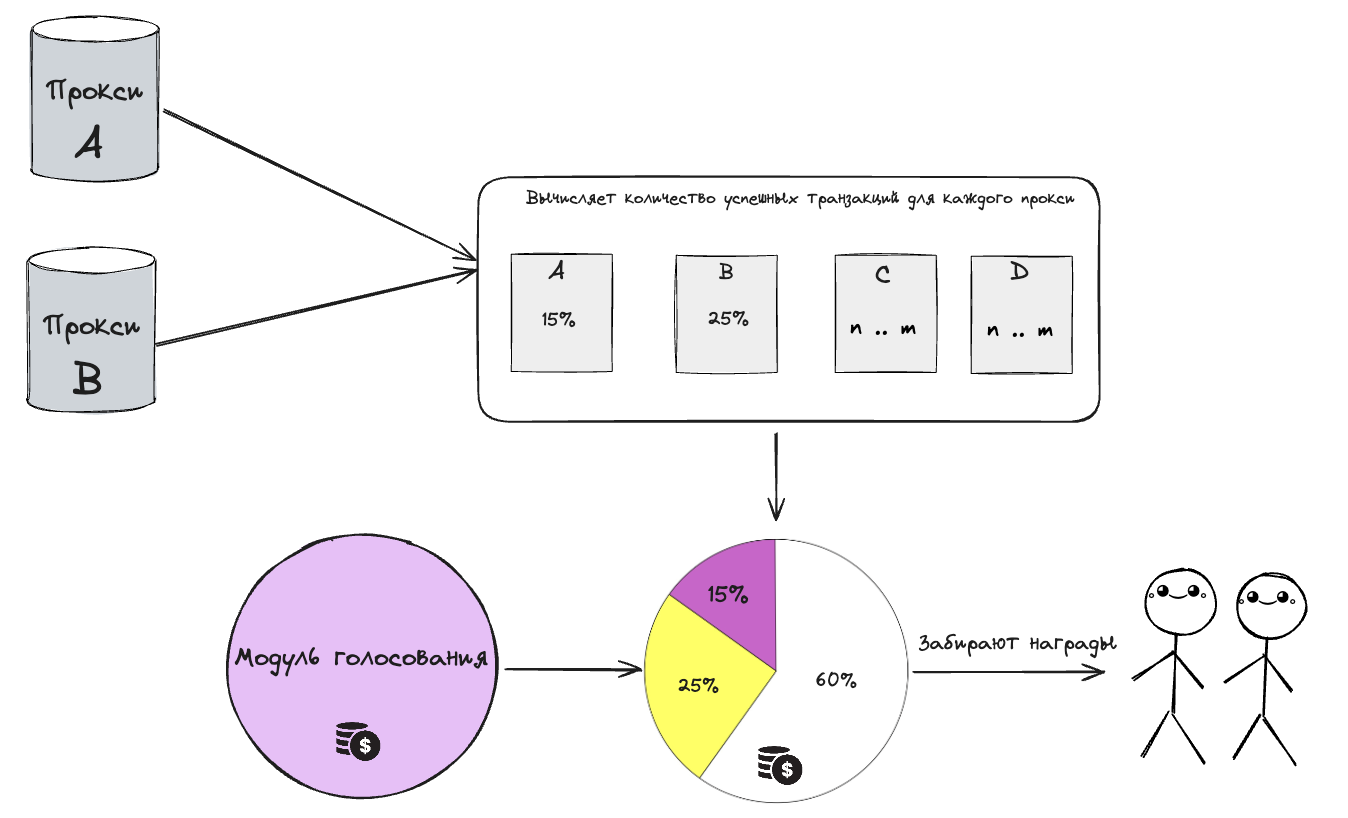 Прокси
A
Прокси
B
Вычисляет количество успешных транзакций для каждого прокси
A
15%
B
25%
C
n .. m
D
n .. m
Модуль голосования
$
15%
25%
60%
$
Забирают награды